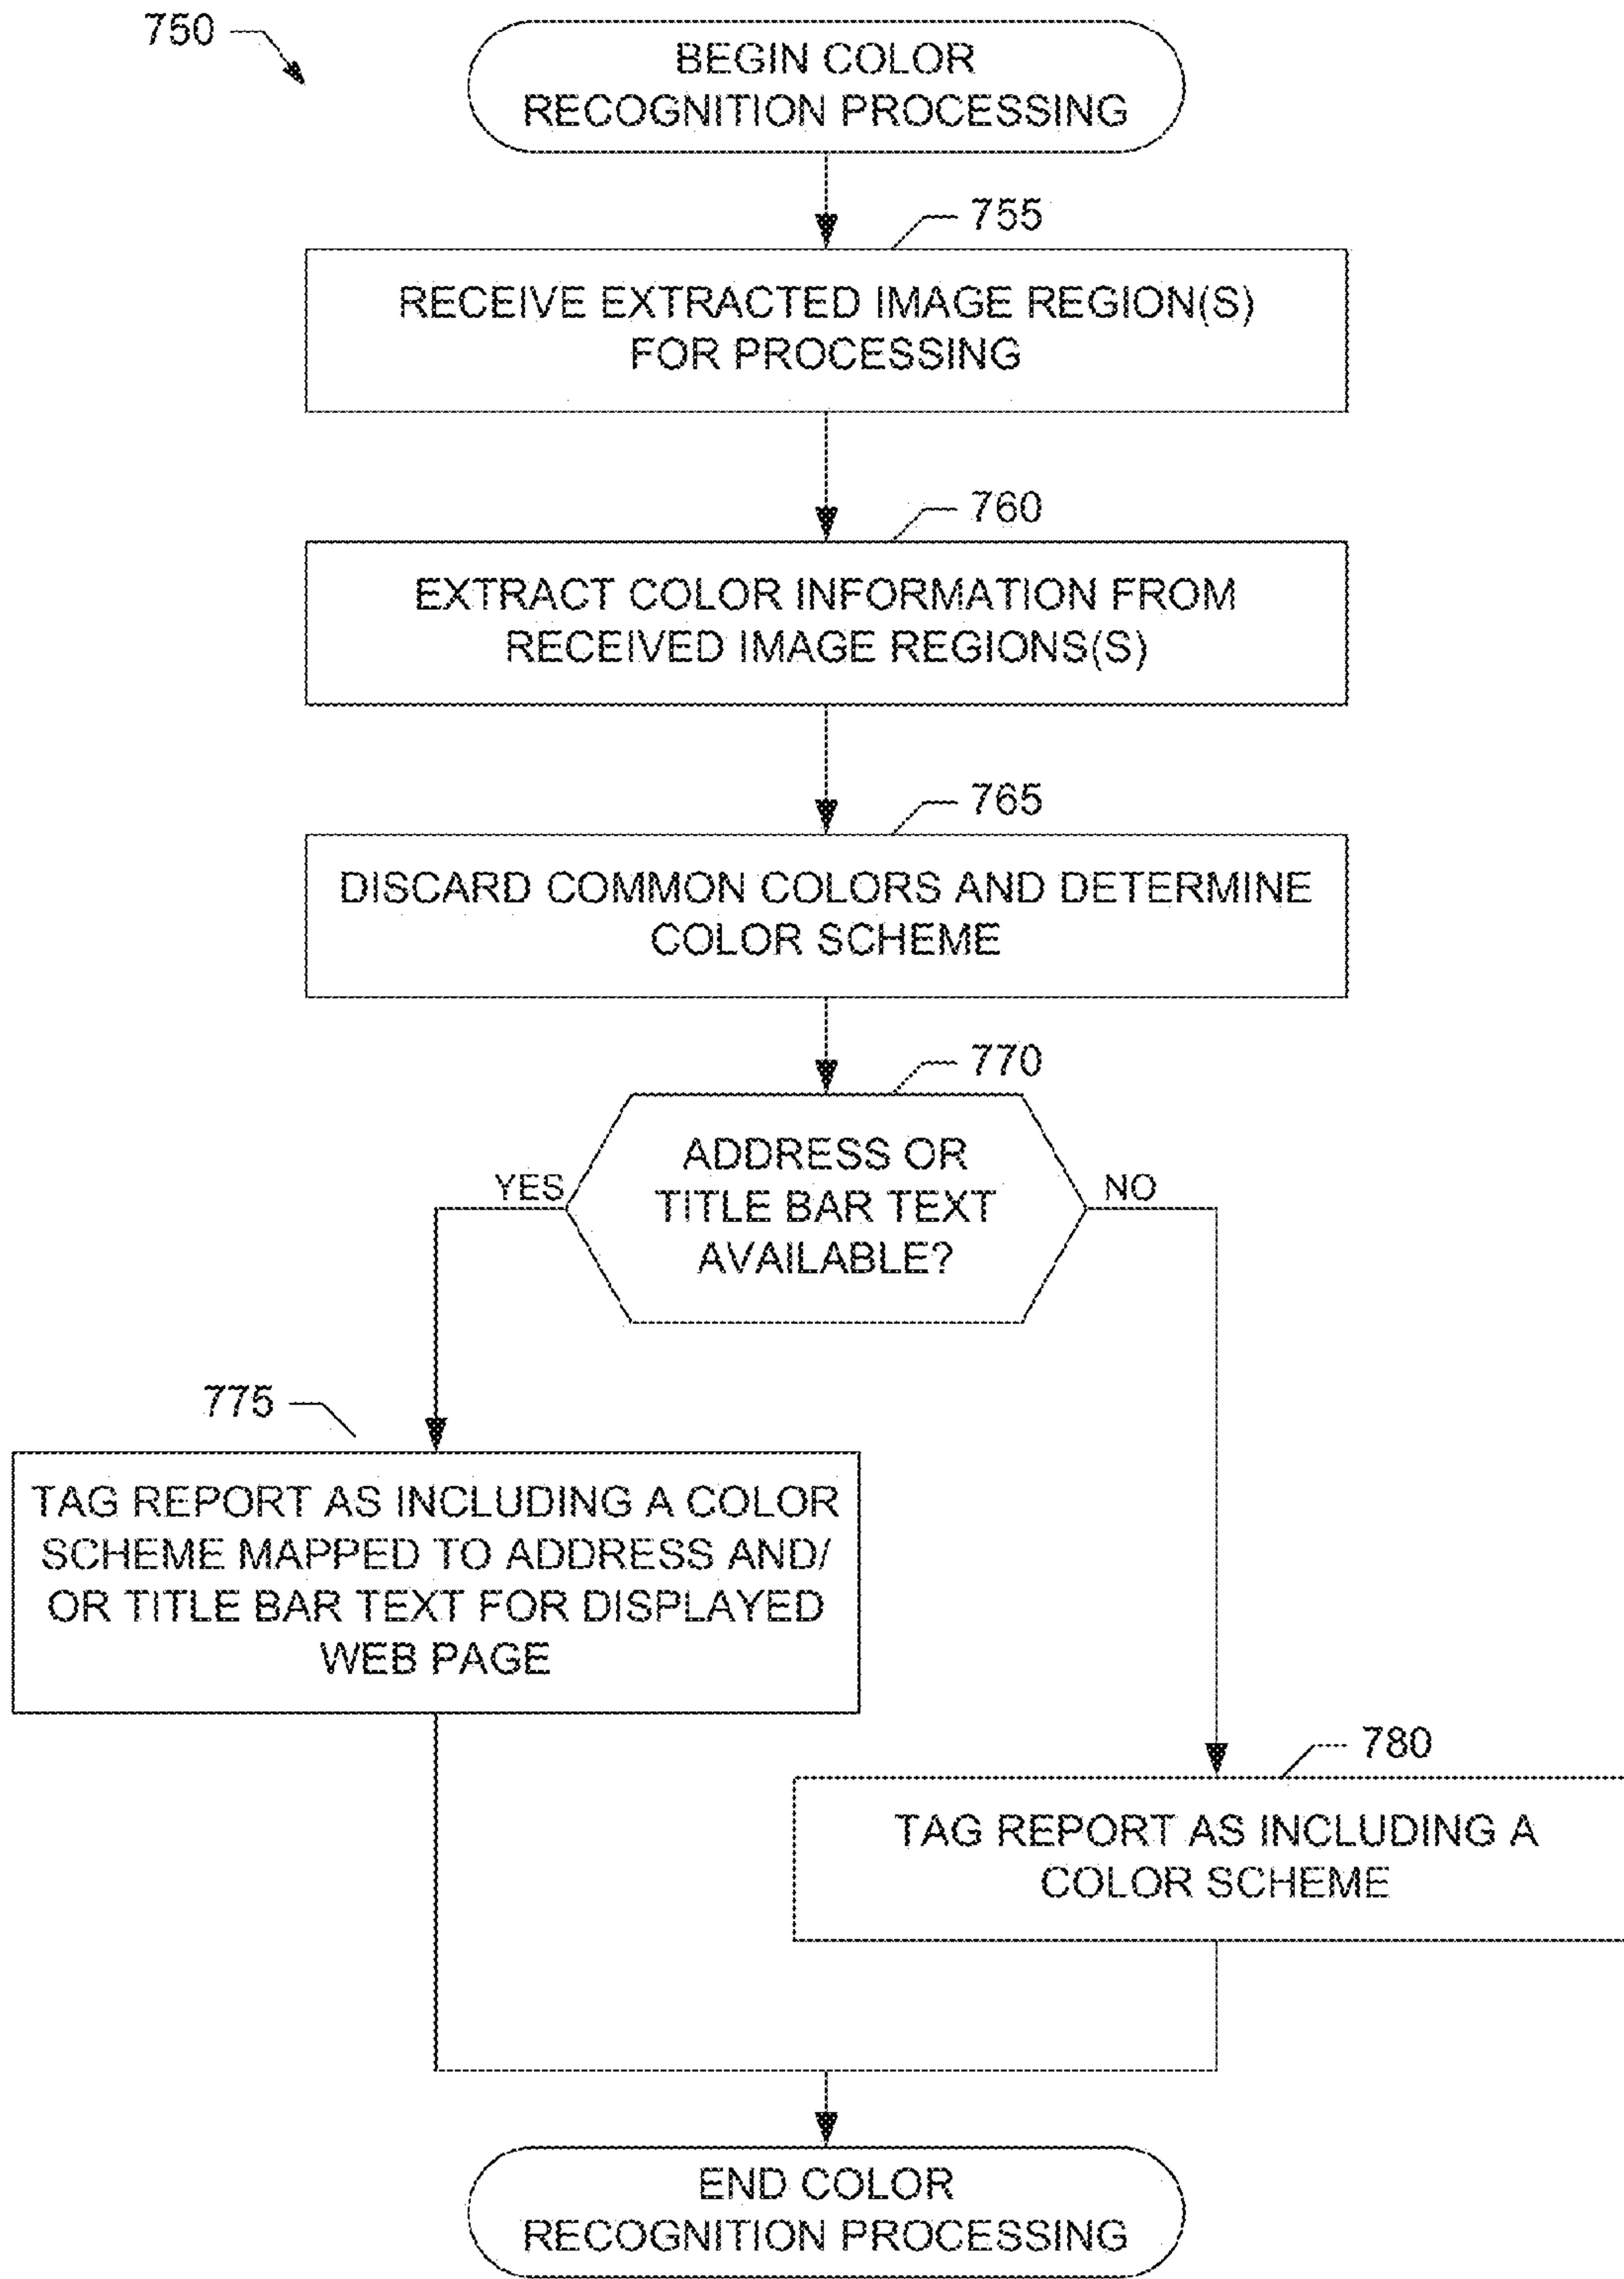 750
BEGIN COLOR
RECOGNITION PROCESSING
755
RECEIVE EXTRACTED IMAGE REGION(S)
FOR PROCESSING
760
EXTRACT COLOR INFORMATION FROM
RECEIVED IMAGE REGIONS(S)
765
DISCARD COMMON COLORS AND DETERMINE
COLOR SCHEME
770
ADDRESS OR
TITLE BAR TEXT
AVAILABLE?
YES
NO
775
TAG REPORT AS INCLUDING A COLOR
SCHEME MAPPED TO ADDRESS AND/
OR TITLE BAR TEXT FOR DISPLAYED
WEB PAGE
780
TAG REPORT AS INCLUDING A
COLOR SCHEME
END COLOR
RECOGNITION PROCESSING